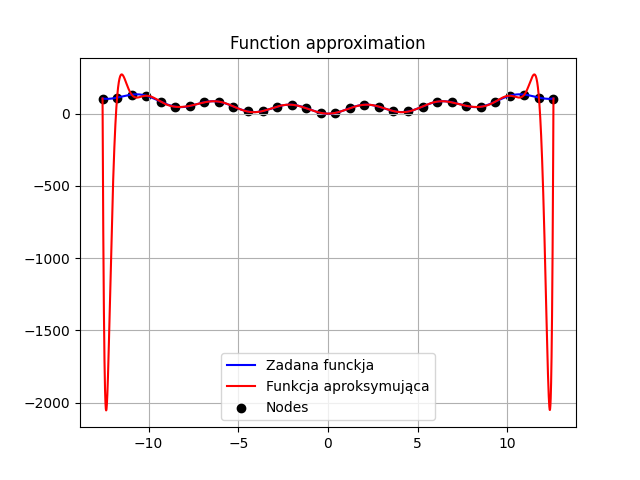 Function approximation
0
−500
−1000
−1500
−2000
−10
−5
0
5
10
Zadana funckja
Funkcja aproksymująca
Nodes